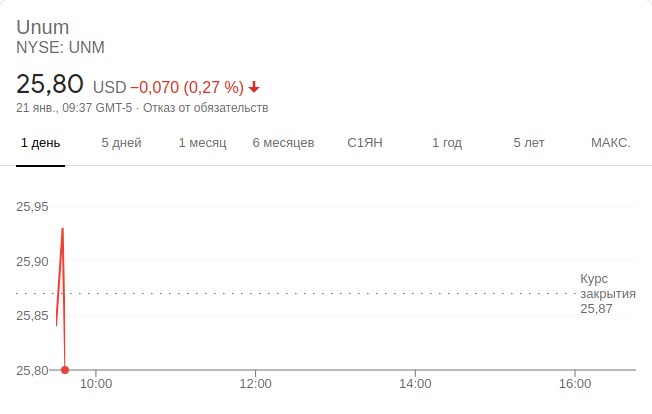 Unum
NYSE: UNM
25,80 USD −0,070 (0,27 %)
21 янв., 09:37 GMT-5 · Отказ от обязательств
1 день 5 дней 1 месяц 6 месяцев С1ЯН 1 год 5 лет МАКС.
25,95
25,90
Курс
закрытия
25,87
25,85
25,80
10:00 12:00 14:00 16:00